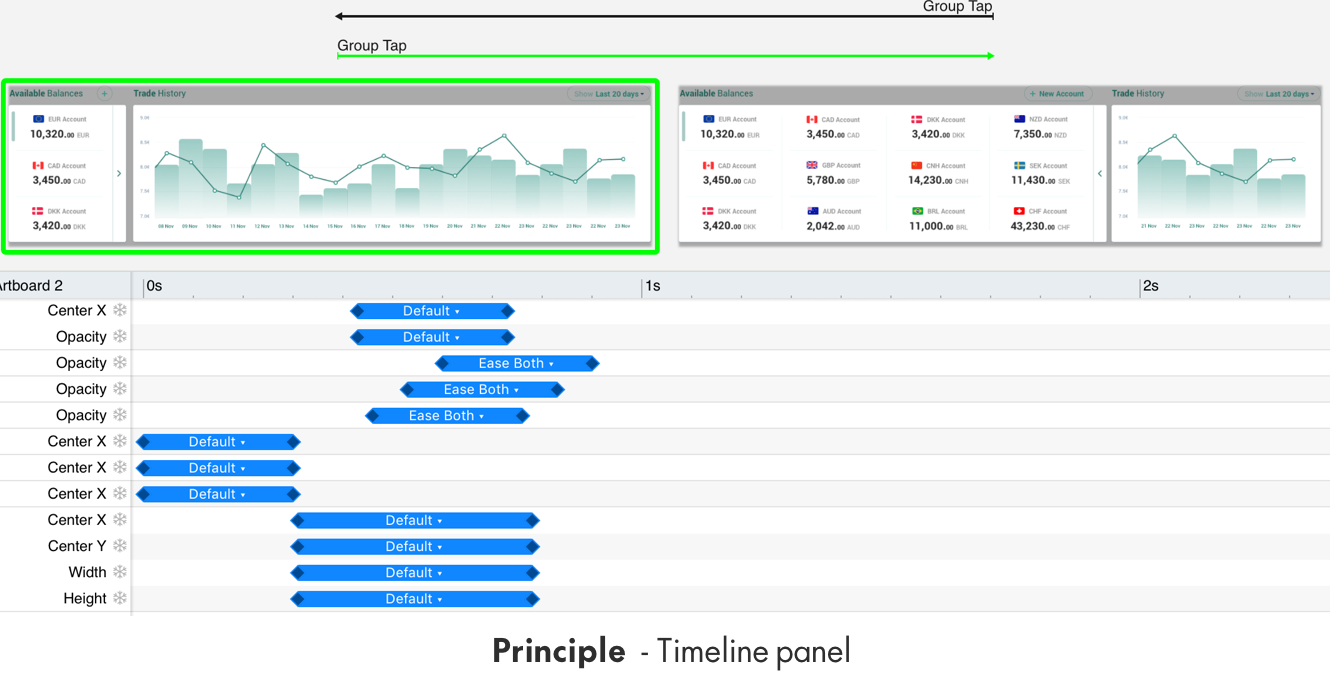 Group Tap
Group Tap
Available Balances +
Trade History
Show Last 20 days
EUR Account
10,320.00 EUR
CAD Account
3,450.00 CAD
DKK Account
3,420.00 DKK
9.0K
8.5K
8.0K
7.5K
7.0K
08 Nov 09 Nov 10 Nov 11 Nov 12 Nov 13 Nov 14 Nov 15 Nov 16 Nov 17 Nov 18 Nov 19 Nov 20 Nov 21 Nov 22 Nov 23 Nov 22 Nov 23 Nov 22 Nov 23 Nov
Available Balances
+ New Account
Trade History
Show Last 20 days
EUR Account CAD Account DKK Account NZD Account
10,320.00 EUR 3,450.00 CAD 3,420.00 DKK 7,350.00 NZD
CAD Account GBP Account CNH Account SEK Account
3,450.00 CAD 5,780.00 GBP 14,230.00 CNH 11,430.00 SEK
DKK Account AUD Account BRL Account CHF Account
3,420.00 DKK 2,042.00 AUD 11,000.00 BRL 43,230.00 CHF
9.0K
8.5K
8.0K
7.5K
7.0K
21 Nov 22 Nov 23 Nov 22 Nov 23 Nov 22 Nov 23 Nov
rtboard 2 0s 1s 2s
Center X Default
Opacity Default
Opacity Ease Both
Opacity Ease Both
Opacity Ease Both
Center X Default
Center X Default
Center X Default
Center X Default
Center Y Default
Width Default
Height Default
Principle - Timeline panel